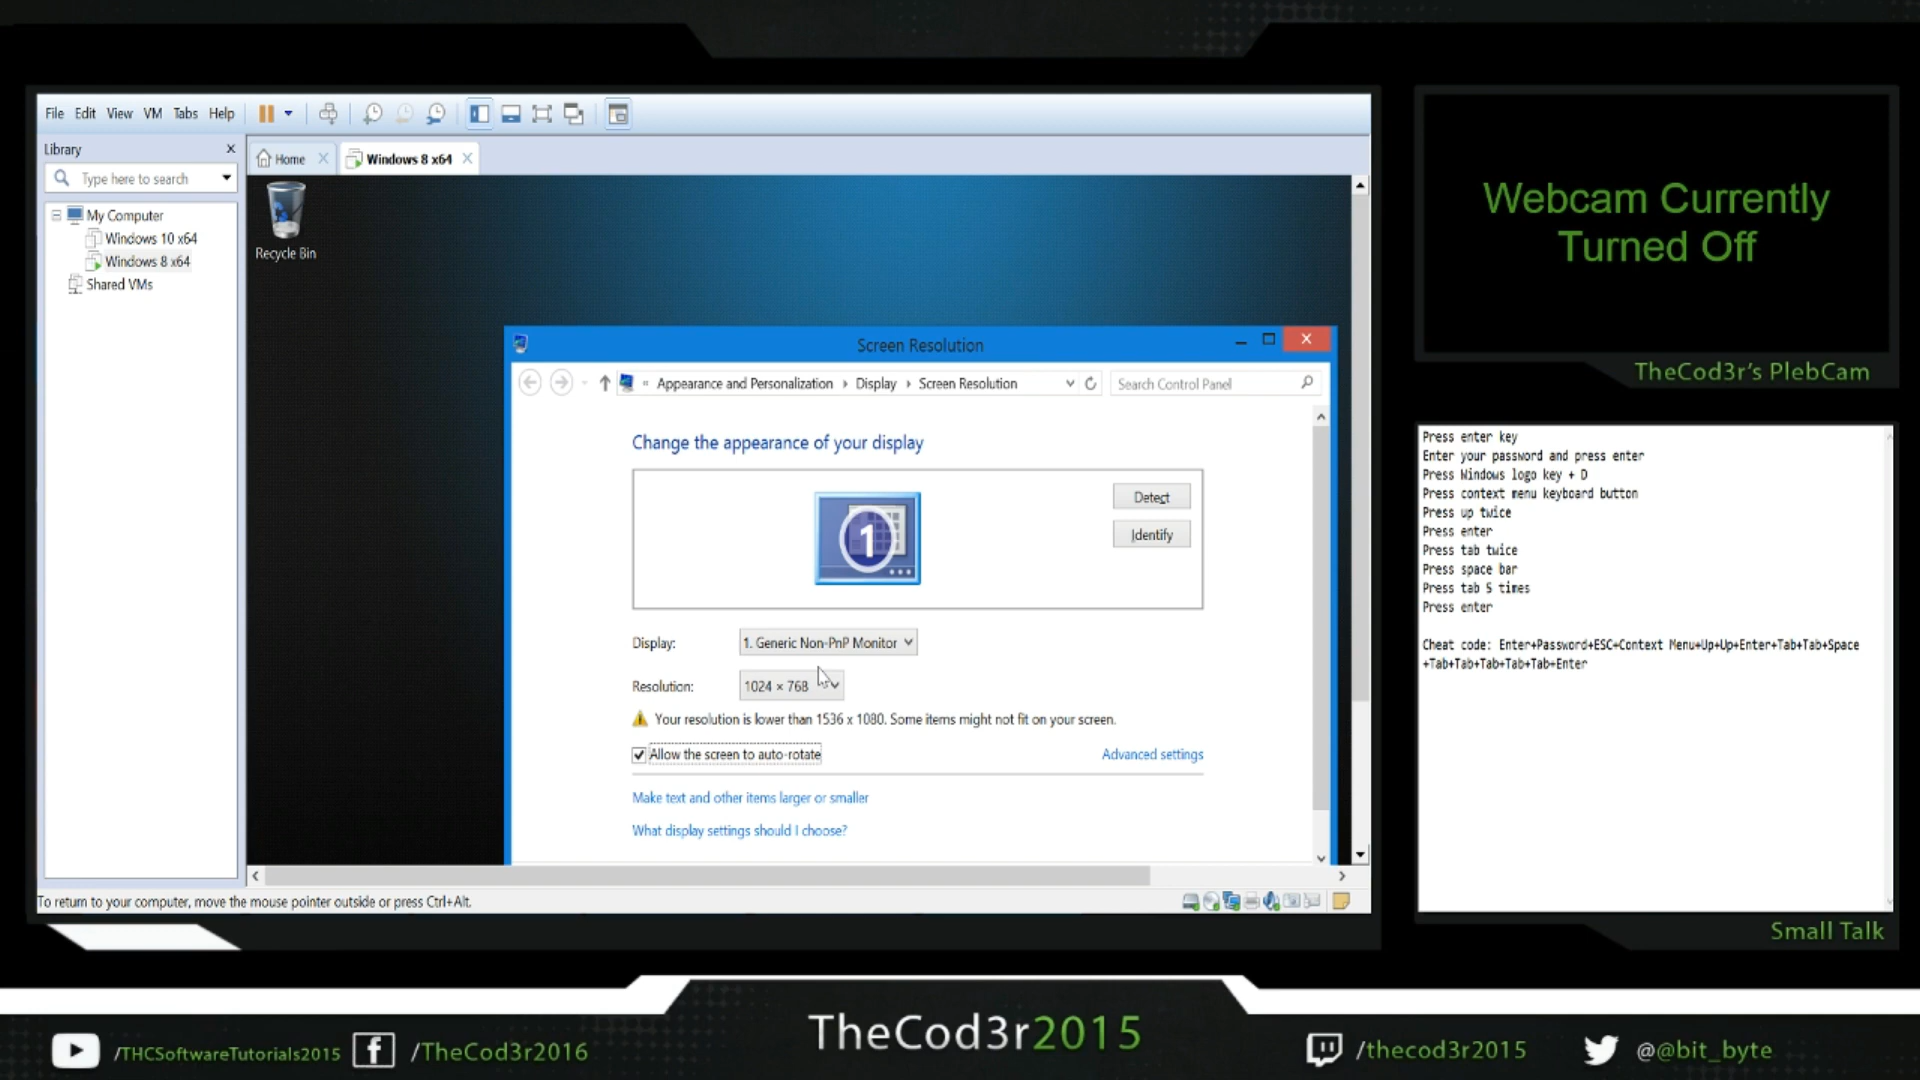 File Edit View VM Tabs Help
Library
Type here to search
My Computer
Windows 10 x64
Windows 8 x64
Shared VMs
Home
Windows 8 x64
Recycle Bin
Screen Resolution
« Appearance and Personalization Display Screen Resolution
Search Control Panel
Change the appearance of your display
1
Detect
Identify
Display:
1. Generic Non-PnP Monitor
Resolution:
1024 × 768
Your resolution is lower than 1536 x 1080. Some items might not fit on your screen.
Allow the screen to auto-rotate
Advanced settings
Make text and other items larger or smaller
What display settings should I choose?
To return to your computer, move the mouse pointer outside or press Ctrl+Alt.
Webcam Currently
Turned Off
TheCod3r's PlebCam
Press enter key
Enter your password and press enter
Press Windows logo key + D
Press context menu keyboard button
Press up twice
Press enter
Press tab twice
Press space bar
Press tab 5 times
Press enter
Cheat code: Enter+Password+ESC+Context Menu+Up+Up+Enter+Tab+Tab+Space
+Tab+Tab+Tab+Tab+Tab+Enter
Small Talk
/THCSoftwareTutorials2015
/TheCod3r2016
TheCod3r2015
/thecod3r2015
@@bit_byte